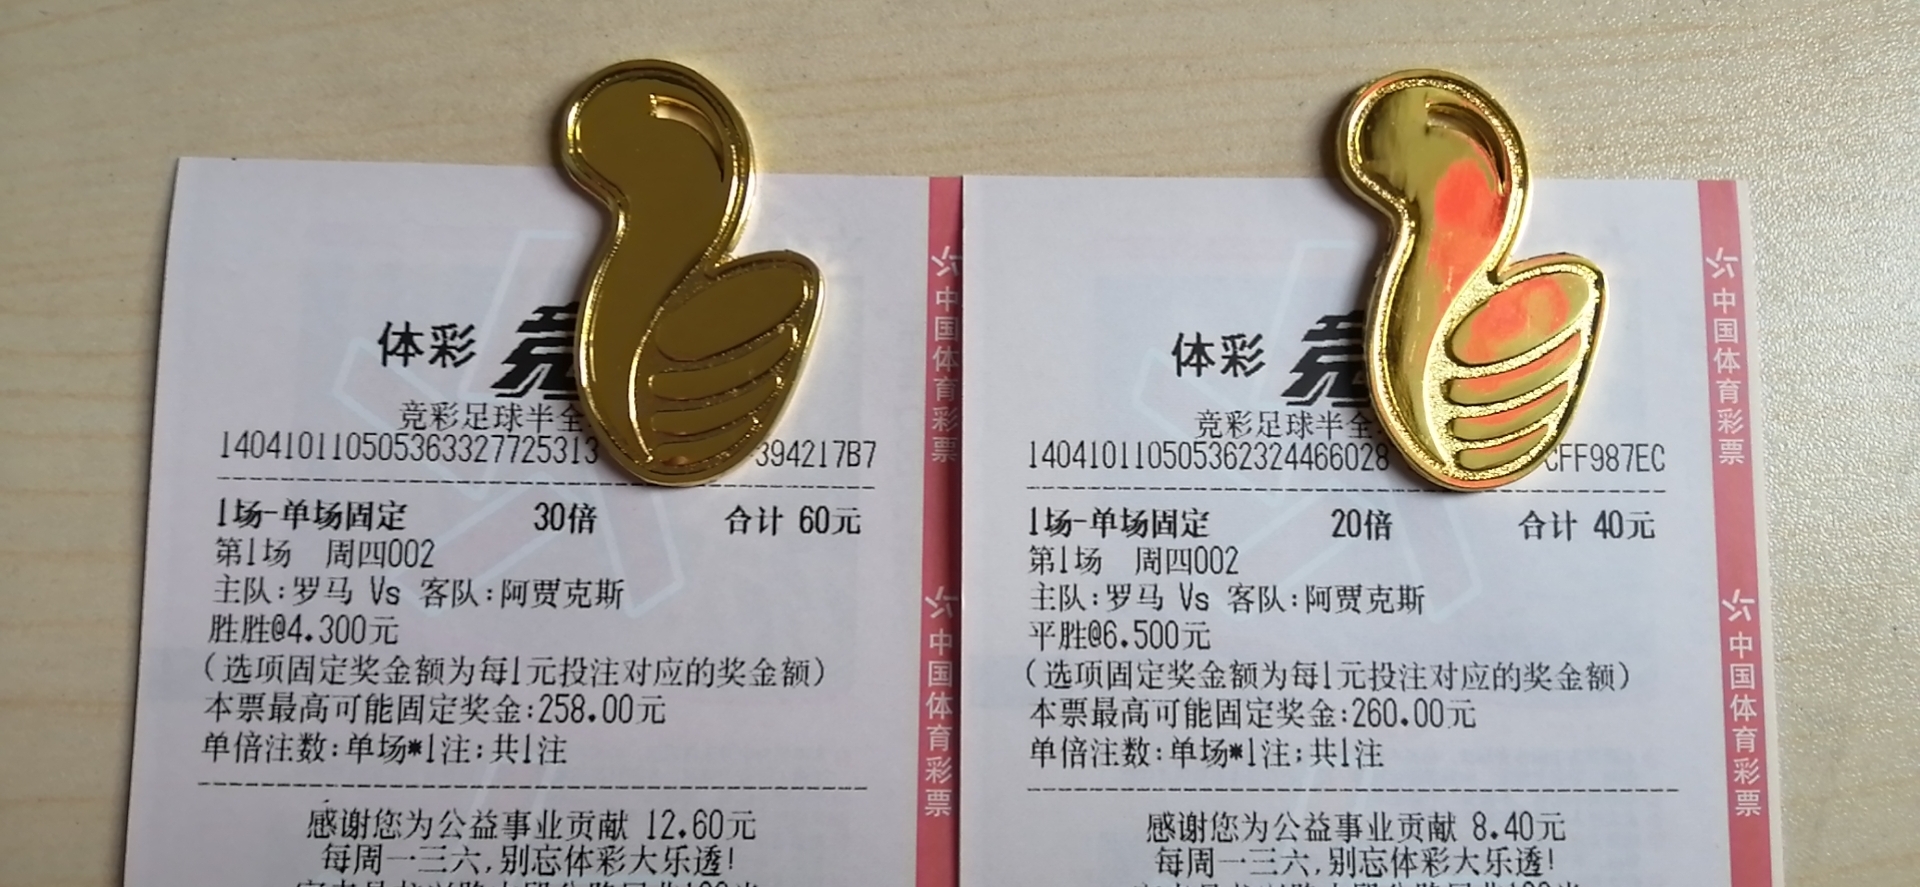 体彩 竞
竞彩足球半全
140410110505363327725313 394217B7
1场-单场固定 30倍 合计 60元
第1场 周四002
主队:罗马 Vs 客队:阿贾克斯
胜胜@4.300元
(选项固定奖金额为每1元投注对应的奖金额)
本票最高可能固定奖金:258.00元
单倍注数:单场*1注;共1注
感谢您为公益事业贡献 12.60元
每周一三六,别忘体彩大乐透!
中国体育彩票
中国体育彩票
体彩 竞
竞彩足球半全
140410110505362324466028 CFF987EC
1场-单场固定 20倍 合计 40元
第1场 周四002
主队:罗马 Vs 客队:阿贾克斯
平胜@6.500元
(选项固定奖金额为每1元投注对应的奖金额)
本票最高可能固定奖金:260.00元
单倍注数:单场*1注;共1注
感谢您为公益事业贡献 8.40元
每周一三六,别忘体彩大乐透!
中国体育彩票
中国体育彩票